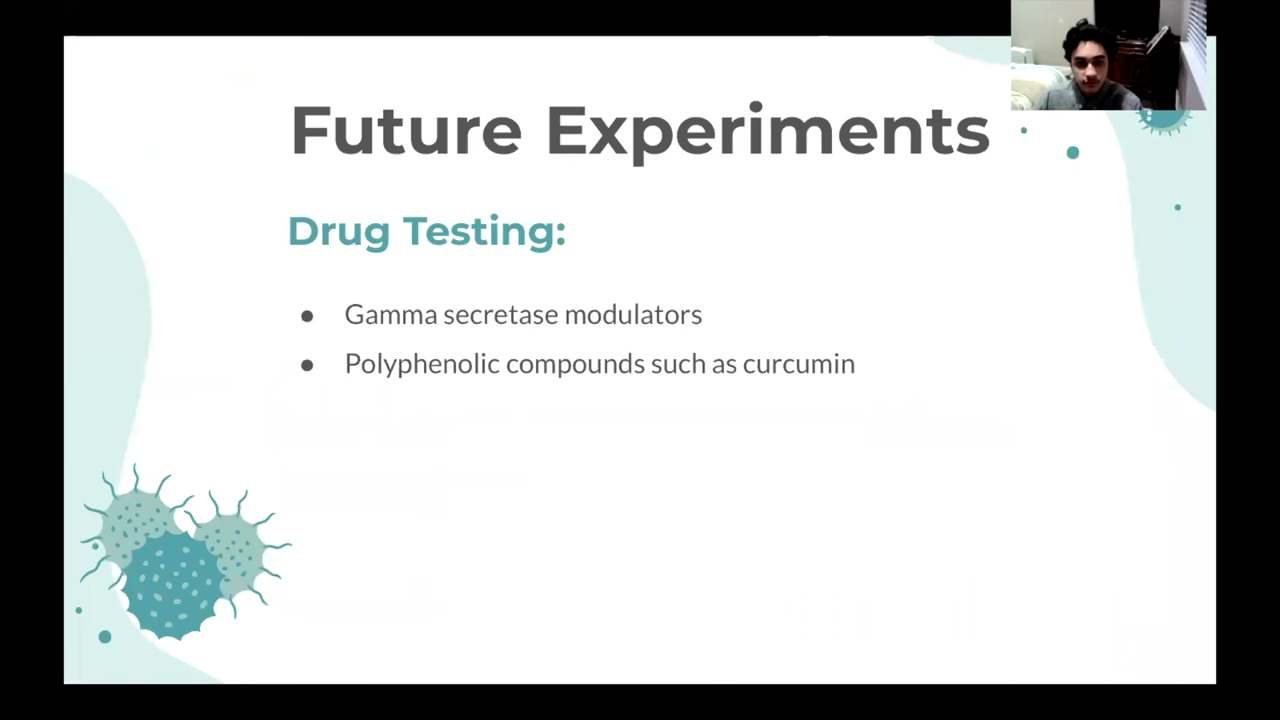 Future Experiments
Drug Testing:
● Gamma secretase modulators
● Polyphenolic compounds such as curcumin